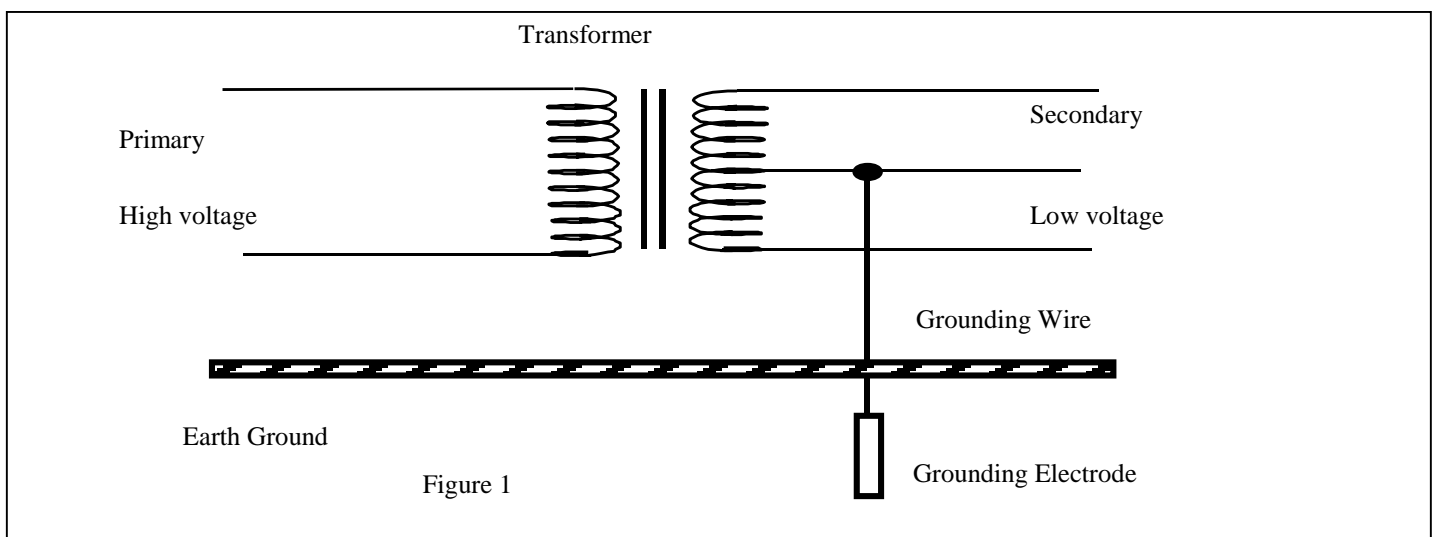 Transformer
Primary
Secondary
High voltage
Low voltage
Grounding Wire
Earth Ground
Grounding Electrode
Figure 1